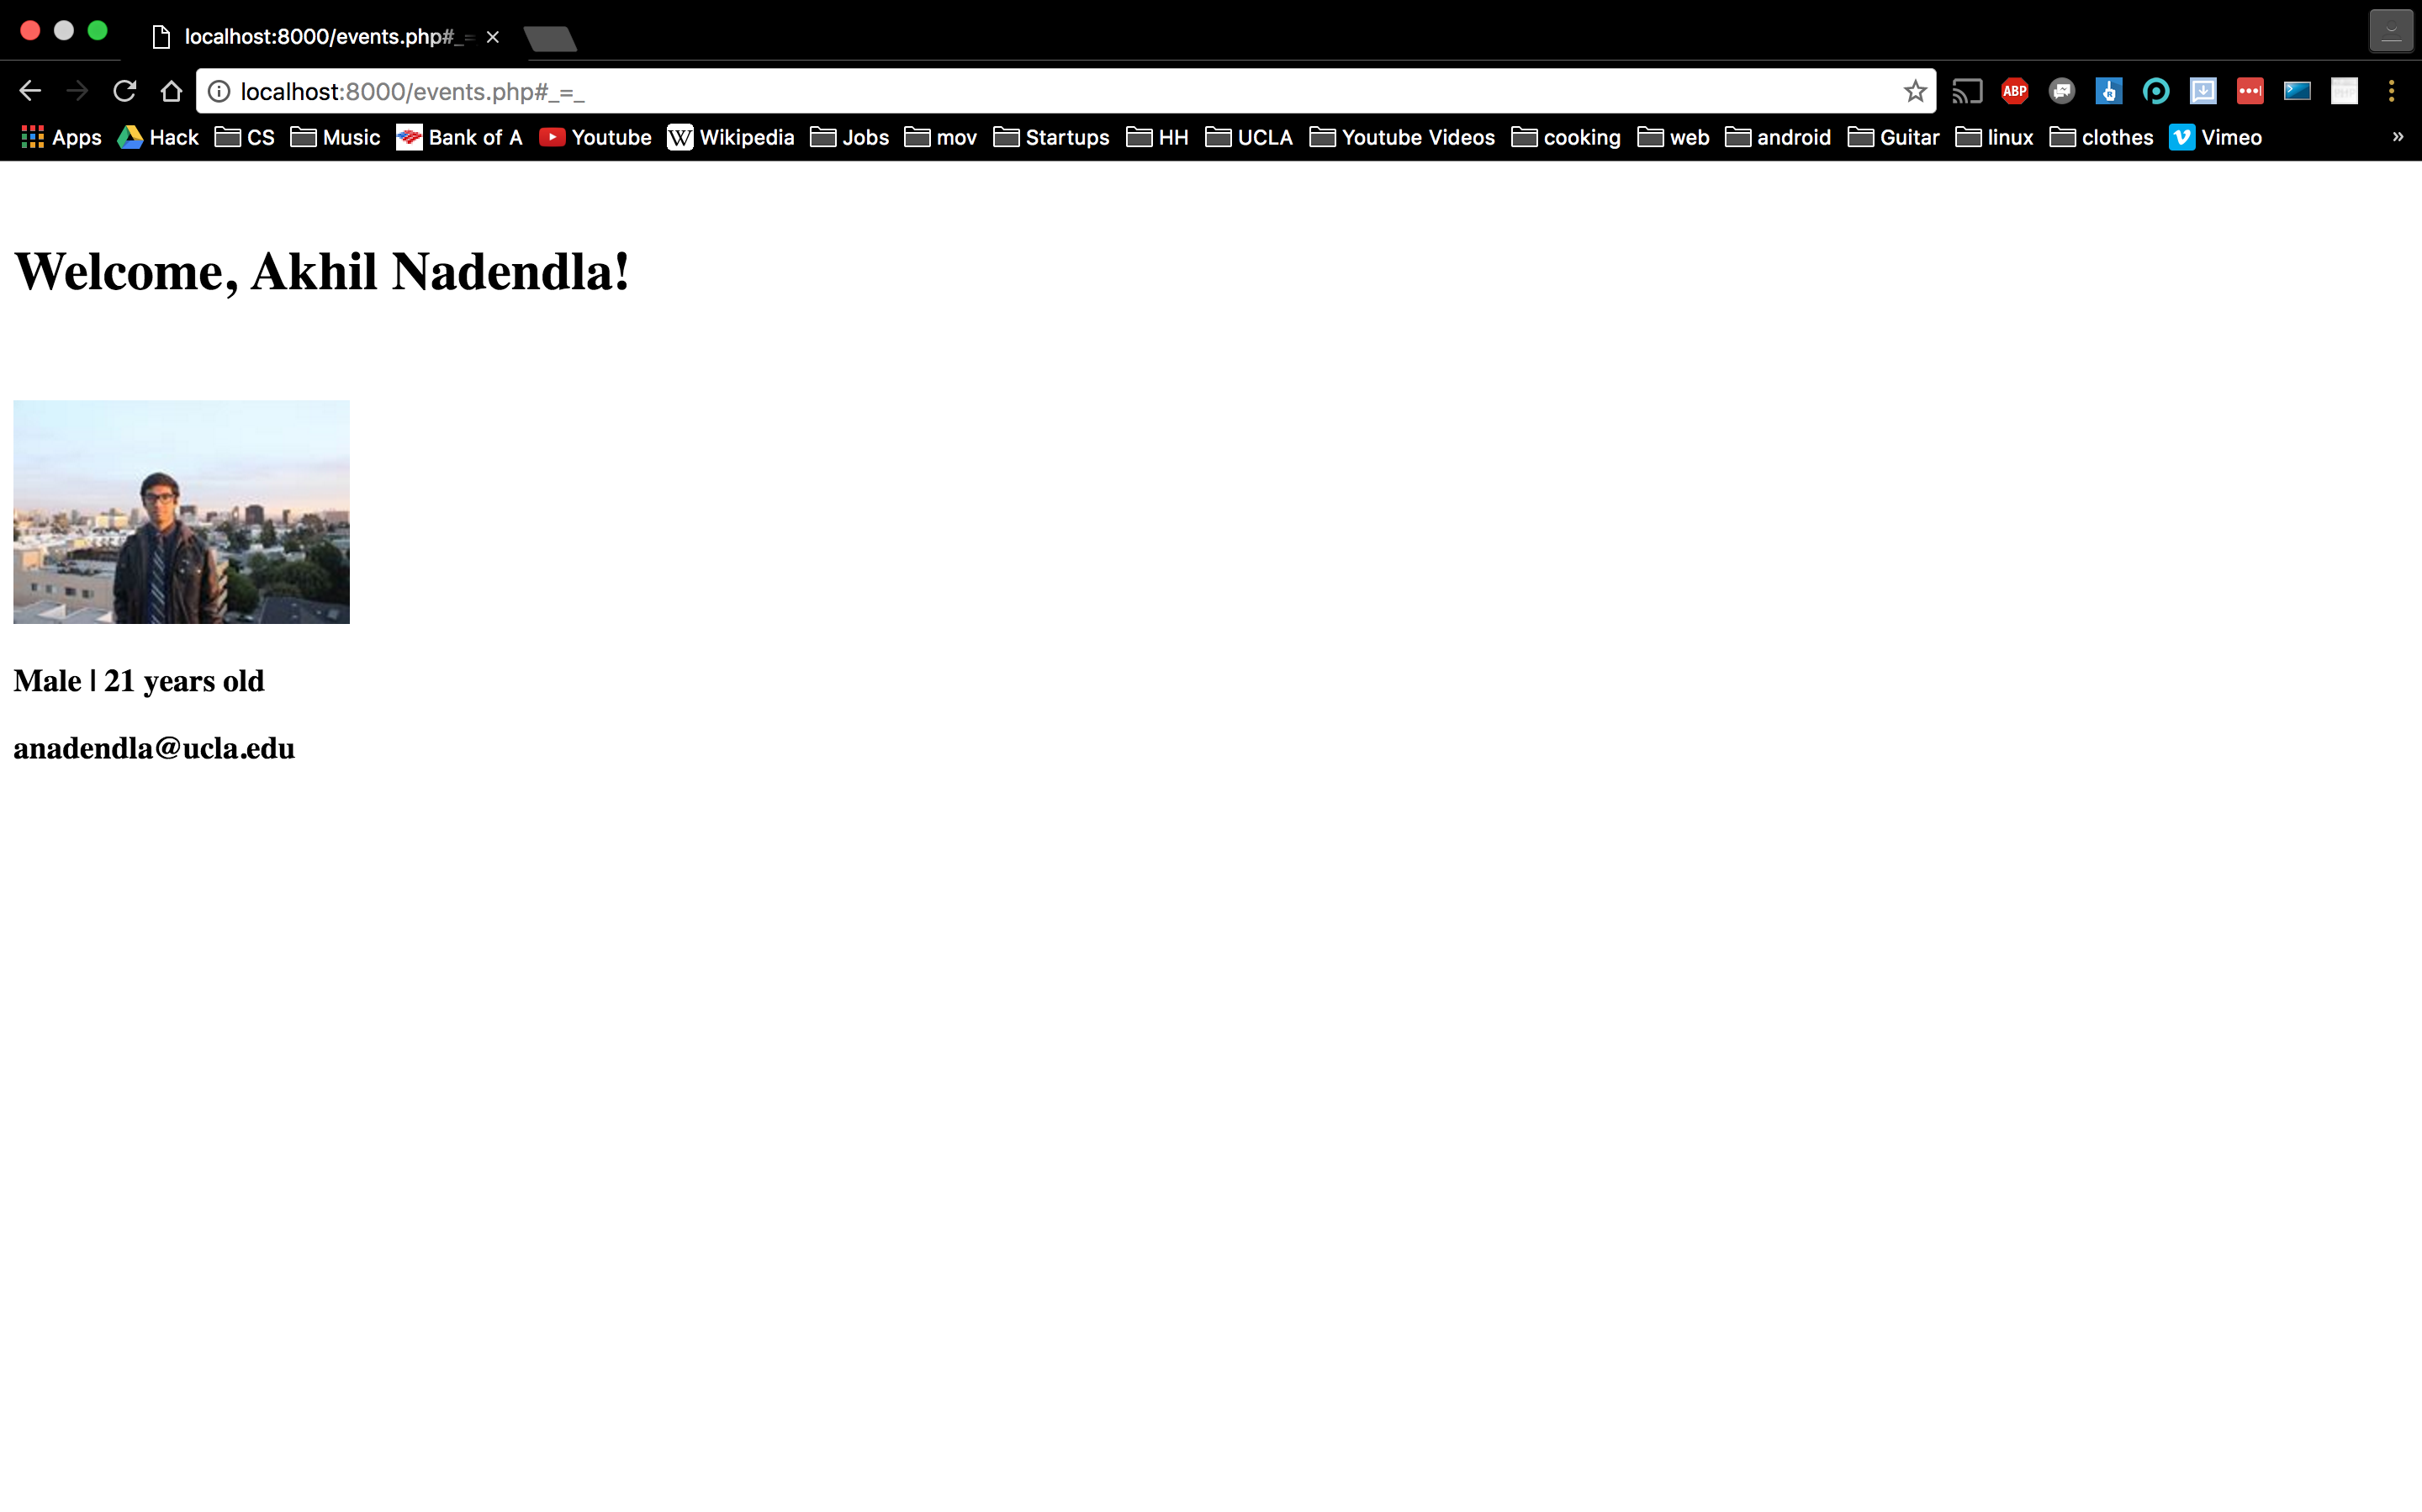 localhost:8000/events.php#_=
localhost:8000/events.php#_=_
ABP
Apps Hack CS Music Bank of A Youtube W Wikipedia Jobs mov Startups HH UCLA Youtube Videos cooking web android Guitar linux clothes Vimeo »
Welcome, Akhil Nadendla!
Male | 21 years old
anadendla@ucla.edu